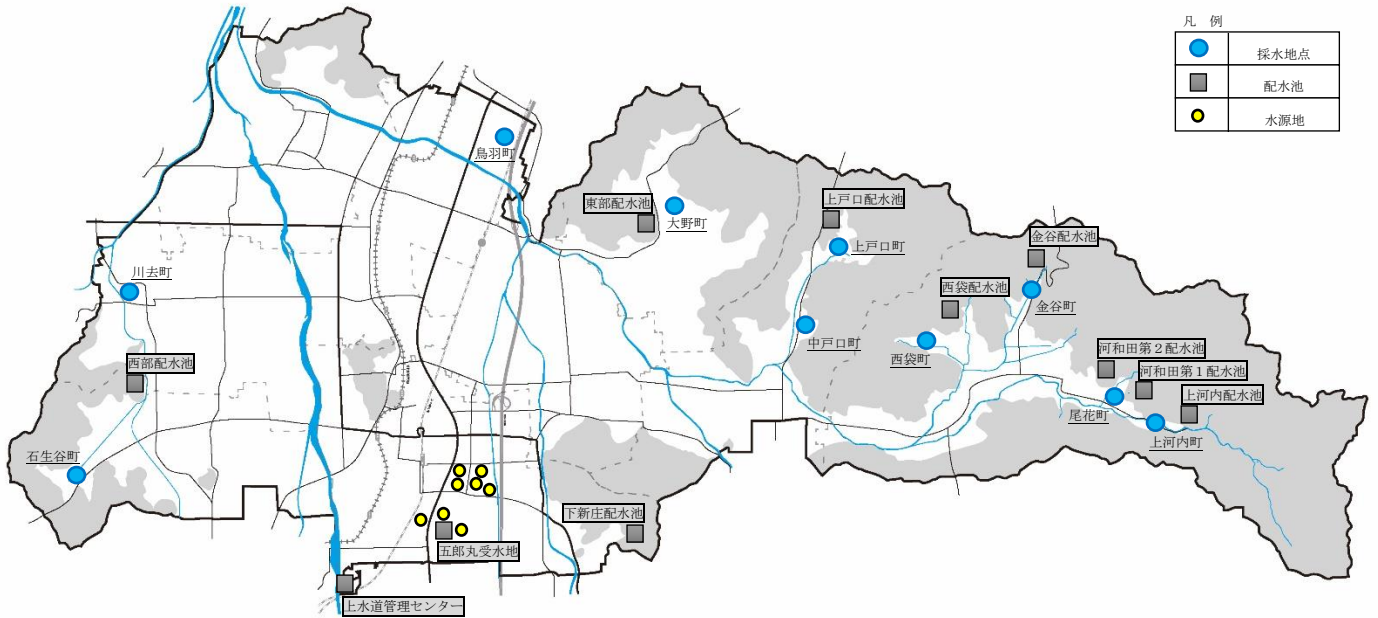 凡 例
採水地点
配水池
水源地
鳥羽町
東部配水池
大野町
上戸口配水池
上戸口町
金谷配水池
川去町
西袋配水池
金谷町
中戸口町
西袋町
西部配水池
河和田第２配水池
河和田第１配水池
上河内配水池
尾花町
上河内町
石生谷町
下新庄配水池
五郎丸受水地
上水道管理センター